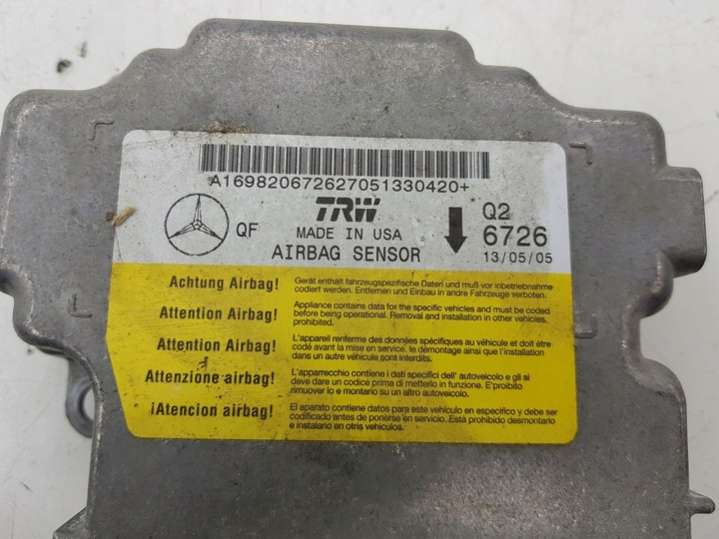 A169820672627051330420+
QF
TRW
MADE IN USA
AIRBAG SENSOR
Q2
6726
13/05/05
Achtung Airbag!
Gerät enthält fahrzeugspezifische Daten und muß vor Inbetriebnahme
codiert werden. Entfernen und Einbau in andre Fahrzeuge verboten.
Attention Airbag!
Appliance contains data for the specific vehicles and must be coded
before being operational. Removal and installation in other vehicles,
prohibited.
Attention Airbag!
L'appareil renferme des données spécifiques au véhicule et doit être
codé avant la mise en service. le démontage ainsi que l'installation
dans un autre véhicule sont interdits.
Attenzione airbag!
L'apparecchio contiene i dati specifici dell' autoveicolo e gli si
deve dare un codice prima di metterlo in funzione. E'proibito
rimuovere lo e montario su un altro autoveicolo.
¡Atencion airbag!
El aparato contiene datos para este vehículo en específico y debe ser
codificado antes de ponerse en servicio. Está prohibido desmontarlo
e instalarlo en otris vehículos.